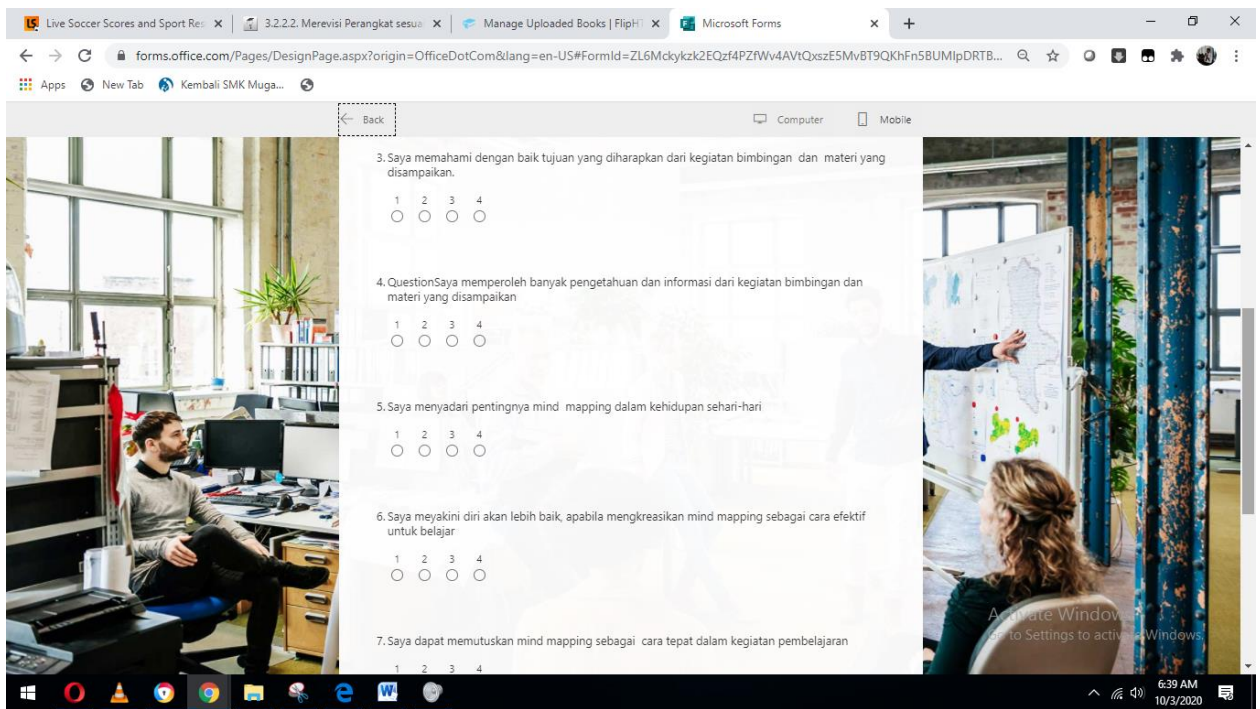 Live Soccer Scores and Sport Res
3.2.2.2. Merevisi Perangkat sesua
Manage Uploaded Books | FlipHT
Microsoft Forms
forms.office.com/Pages/DesignPage.aspx?origin=OfficeDotCom&lang=en-US#FormId=ZL6Mckykzk2EQzf4PZfWv4AVtQxszE5MvBT9QKhFn5BUMlpDRTB...
Apps New Tab Kembali SMK Muga...
Back Computer Mobile
3. Saya memahami dengan baik tujuan yang diharapkan dari kegiatan bimbingan dan materi yang
disampaikan.
1 2 3 4
4. QuestionSaya memperoleh banyak pengetahuan dan informasi dari kegiatan bimbingan dan
materi yang disampaikan
1 2 3 4
5. Saya menyadari pentingnya mind mapping dalam kehidupan sehari-hari
1 2 3 4
6. Saya meyakini diri akan lebih baik, apabila mengkreasikan mind mapping sebagai cara efektif
untuk belajar
1 2 3 4
7. Saya dapat memutuskan mind mapping sebagai cara tepat dalam kegiatan pembelajaran
1 2 3 4
Activate Windows
Go to Settings to activate Windows.
6:39 AM
10/3/2020